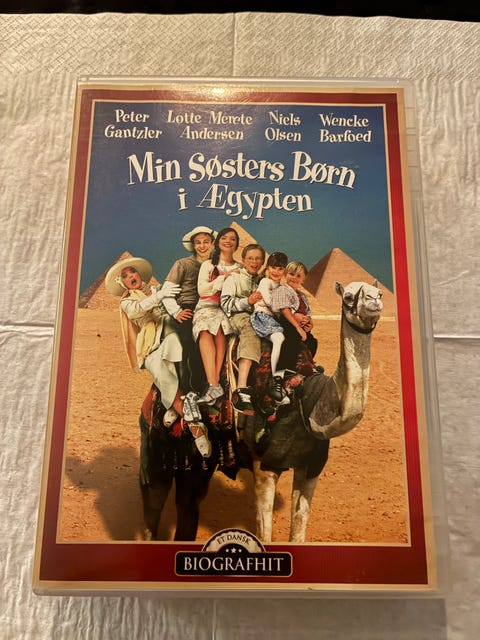 Peter Lotte Merete Niels Wencke
Gantzler Andersen Olsen Barfoed
Min Søsters Børn
i Ægypten
ET DANSK
BIOGRAFHIT